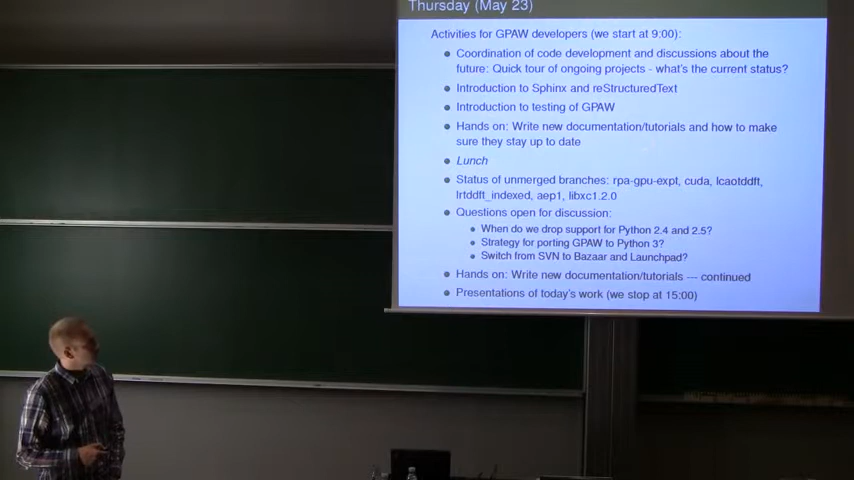 Thursday (May 23)
Activities for GPAW developers (we start at 9:00):
Coordination of code development and discussions about the
future: Quick tour of ongoing projects - what's the current status?
Introduction to Sphinx and reStructuredText
Introduction to testing of GPAW
Hands on: Write new documentation/tutorials and how to make
sure they stay up to date
Lunch
Status of unmerged branches: rpa-gpu-expt, cuda, lcaotddft,
lrtddft_indexed, aep1, libxc1.2.0
Questions open for discussion:
When do we drop support for Python 2.4 and 2.5?
Strategy for porting GPAW to Python 3?
Switch from SVN to Bazaar and Launchpad?
Hands on: Write new documentation/tutorials — continued
Presentations of today's work (we stop at 15:00)